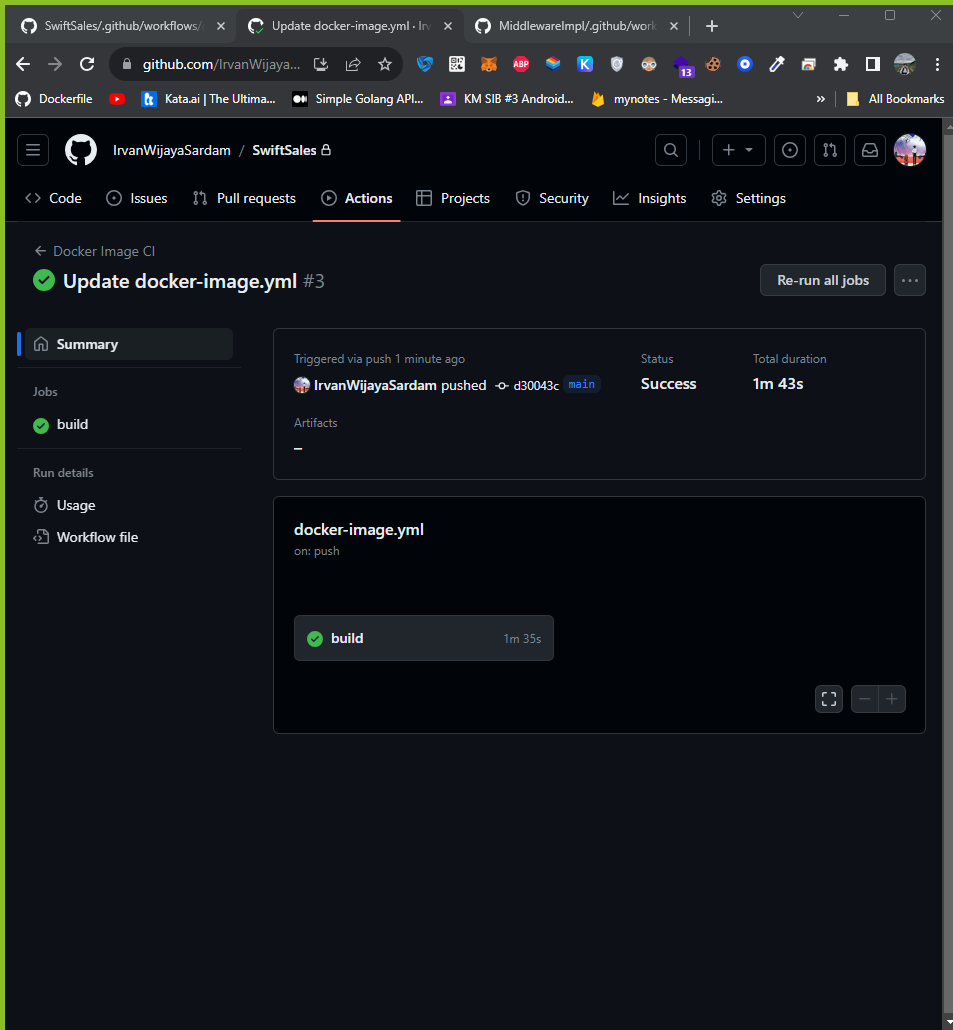 SwiftSales/.github/workflows/
Update docker-image.yml · Irv
MiddlewareImpl/.github/work
github.com/IrvanWijaya...
ABP
K
13
Dockerfile
Kata.ai | The Ultima...
Simple Golang API...
KM SIB #3 Android...
mynotes - Messagi...
»
All Bookmarks
IrvanWijayaSardam / SwiftSales
Code
Issues
Pull requests
Actions
Projects
Security
Insights
Settings
Docker Image CI
Update docker-image.yml #3
Re-run all jobs
Summary
Jobs
build
Run details
Usage
Workflow file
Triggered via push 1 minute ago
IrvanWijayaSardam pushed d30043c main
Status
Success
Total duration
1m 43s
Artifacts
–
docker-image.yml
on: push
build 1m 35s